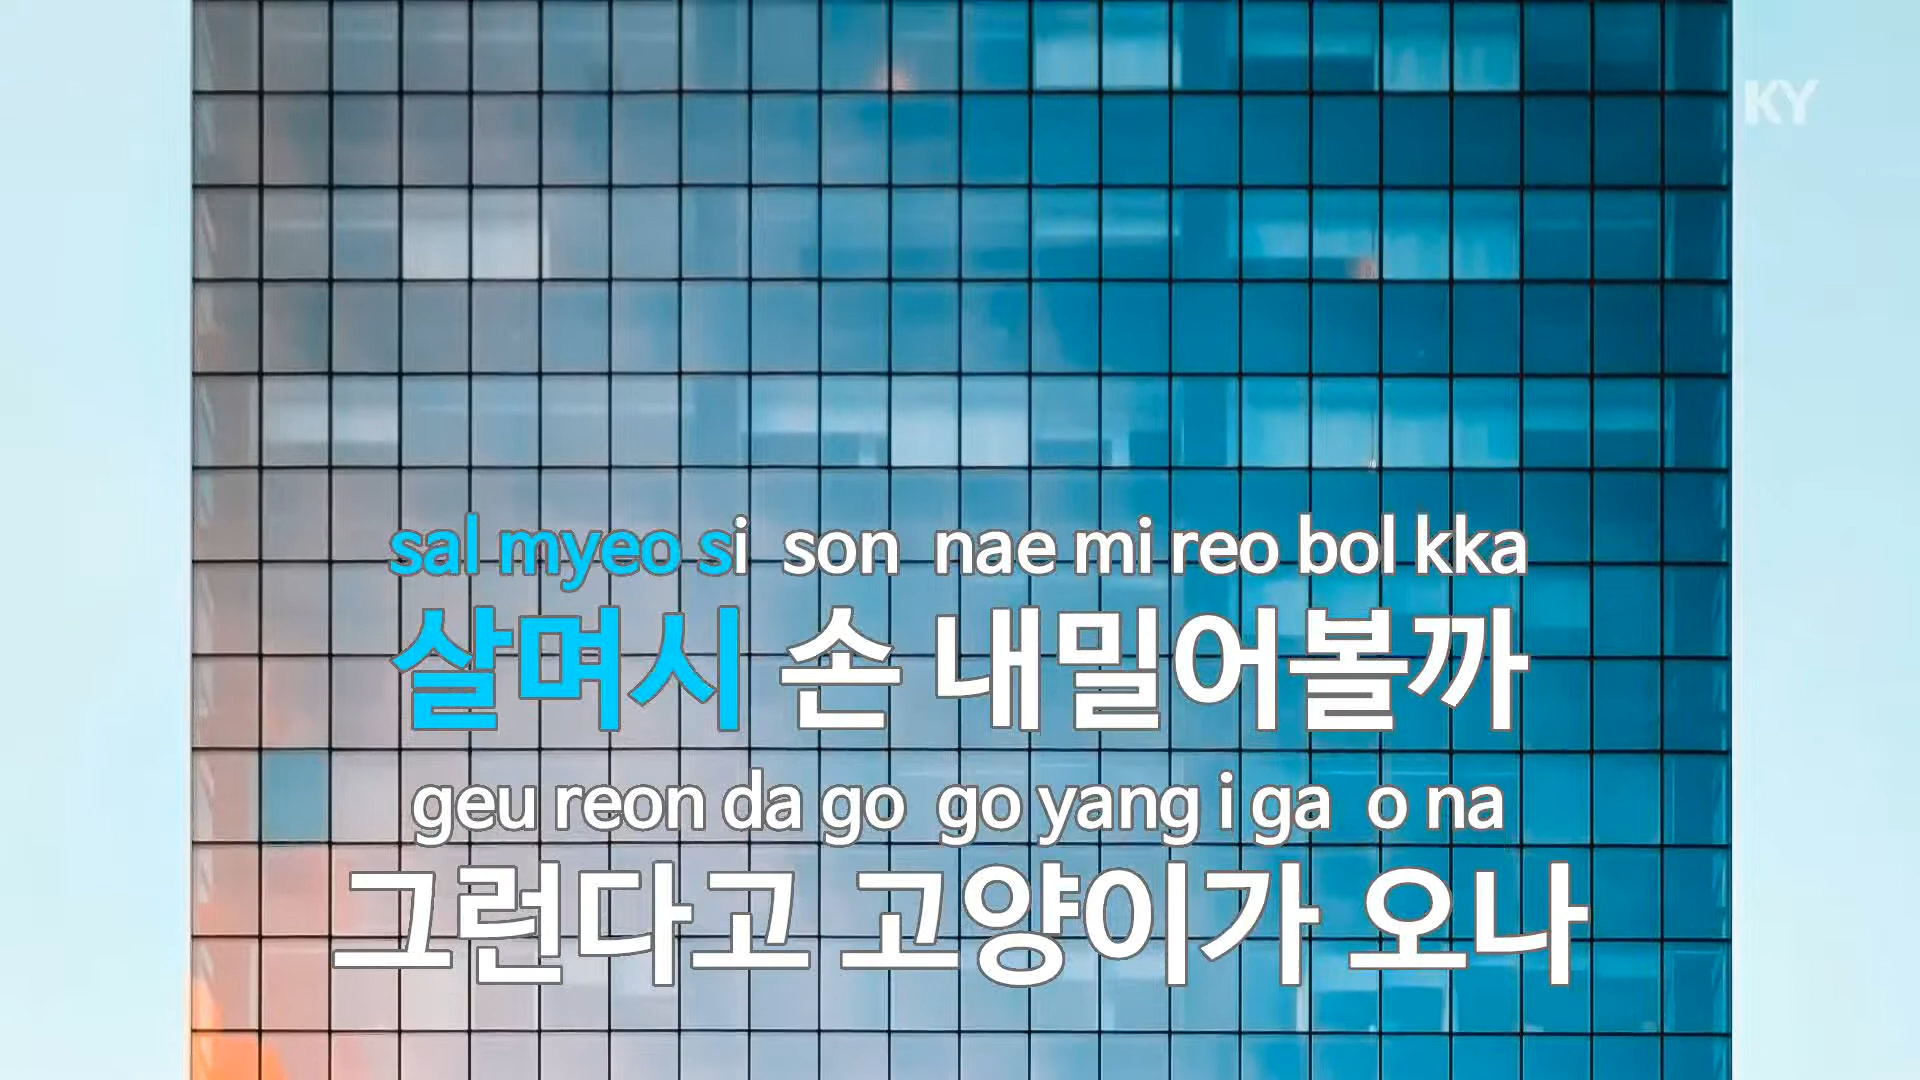 KY
sal myeo si son nae mi reo bol kka
살며시 손 내밀어볼까
geu reon da go go yang i ga o na
그런다고 고양이가 오나